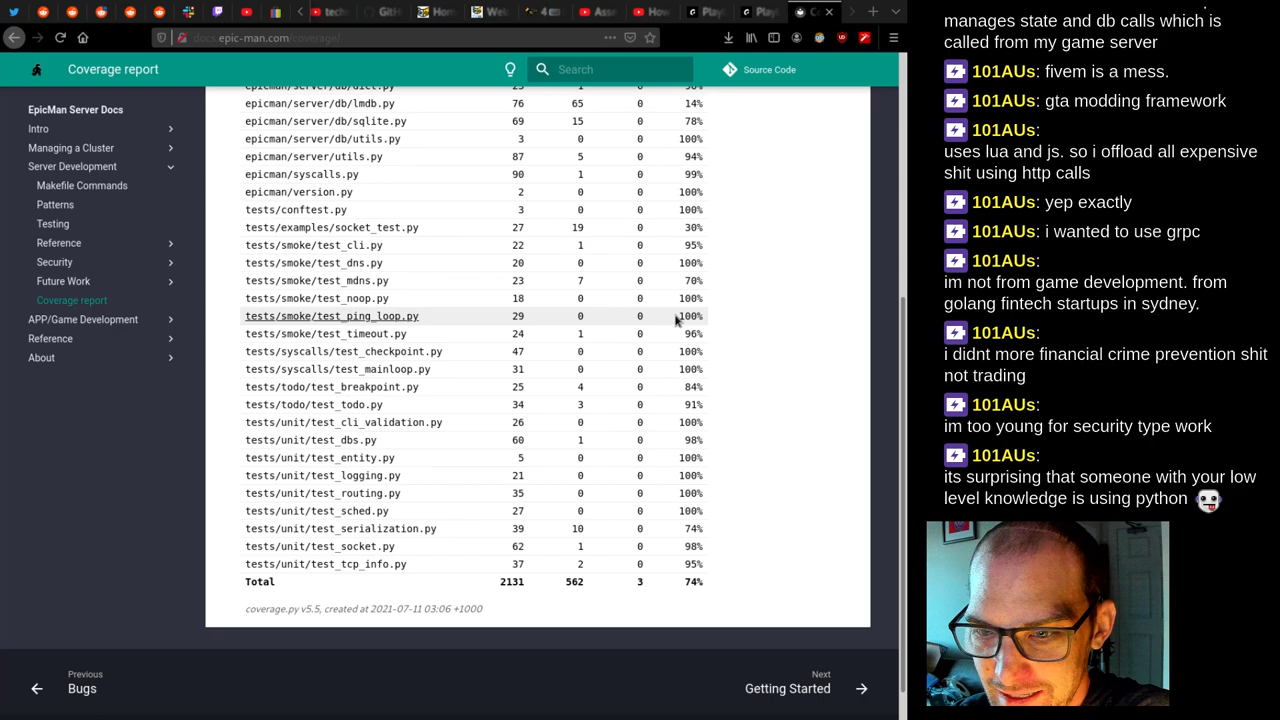 techn
GitH
Hom
Wel
4
Asse
How
Playl
Playl
Co
docs.epic-man.com/coverage/
Coverage report
Search
Source Code
EpicMan Server Docs
Intro
Managing a Cluster
Server Development
Makefile Commands
Patterns
Testing
Reference
Security
Future Work
Coverage report
APP/Game Development
Reference
About
epicman/server/db/lmdb.py 76 65 0 14%
epicman/server/db/sqlite.py 69 15 0 78%
epicman/server/db/utils.py 3 0 0 100%
epicman/server/utils.py 87 5 0 94%
epicman/syscalls.py 90 1 0 99%
epicman/version.py 2 0 0 100%
tests/conftest.py 3 0 0 100%
tests/examples/socket_test.py 27 19 0 30%
tests/smoke/test_cli.py 22 1 0 95%
tests/smoke/test_dns.py 20 0 0 100%
tests/smoke/test_mdns.py 23 7 0 70%
tests/smoke/test_noop.py 18 0 0 100%
tests/smoke/test_ping_loop.py 29 0 0 100%
tests/smoke/test_timeout.py 24 1 0 96%
tests/syscalls/test_checkpoint.py 47 0 0 100%
tests/syscalls/test_mainloop.py 31 0 0 100%
tests/todo/test_breakpoint.py 25 4 0 84%
tests/todo/test_todo.py 34 3 0 91%
tests/unit/test_cli_validation.py 26 0 0 100%
tests/unit/test_dbs.py 60 1 0 98%
tests/unit/test_entity.py 5 0 0 100%
tests/unit/test_logging.py 21 0 0 100%
tests/unit/test_routing.py 35 0 0 100%
tests/unit/test_sched.py 27 0 0 100%
tests/unit/test_serialization.py 39 10 0 74%
tests/unit/test_socket.py 62 1 0 98%
tests/unit/test_tcp_info.py 37 2 0 95%
Total 2131 562 3 74%
coverage.py v5.5, created at 2021-07-11 03:06 +1000
Previous
Bugs
Next
Getting Started
manages state and db calls which is
called from my game server
101AUs: fivem is a mess.
101AUs: gta modding framework
101AUs:
uses lua and js. so i offload all expensive
shit using http calls
101AUs: yep exactly
101AUs: i wanted to use grpc
101AUs:
im not from game development. from
golang fintech startups in sydney.
101AUs:
i didnt more financial crime prevention shit
not trading
101AUs:
im too young for security type work
101AUs:
its surprising that someone with your low
level knowledge is using python